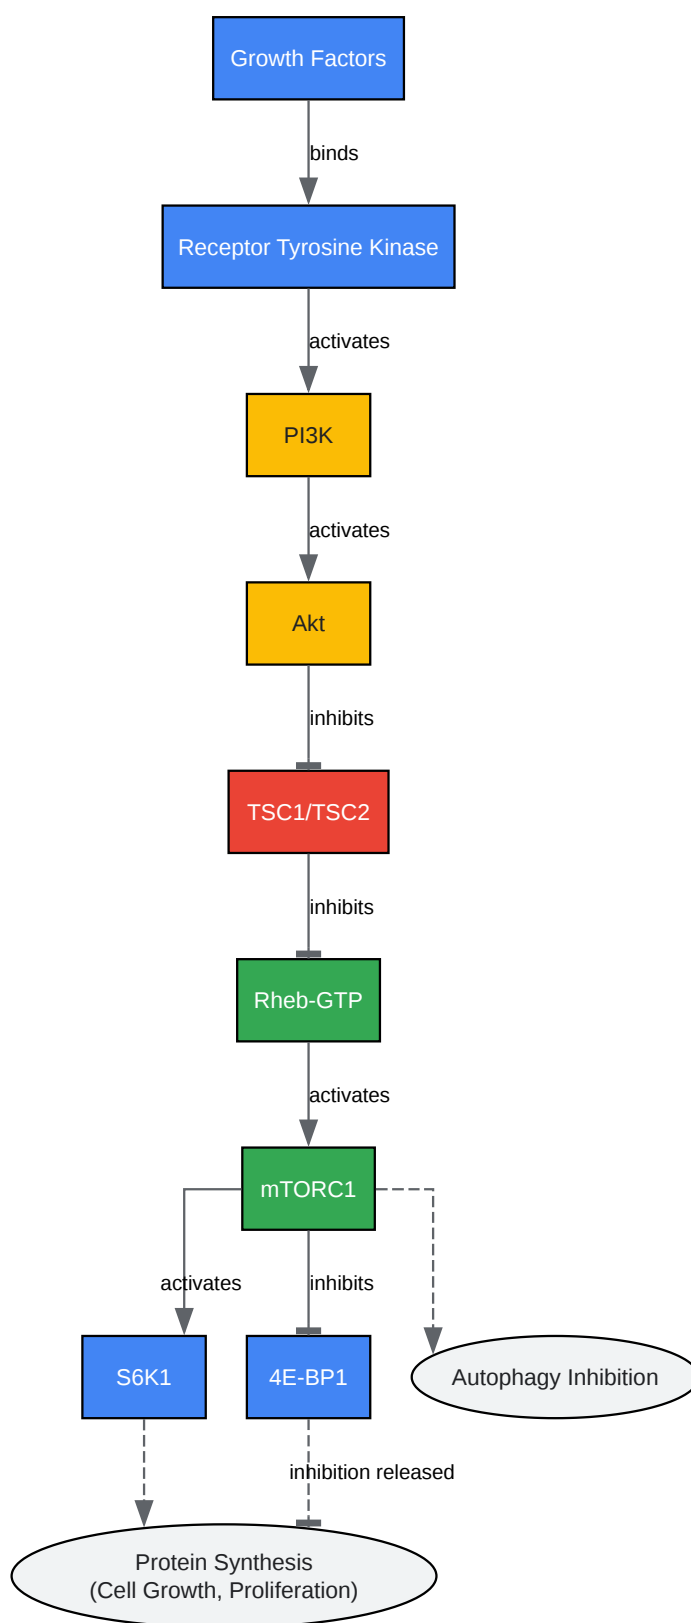 Growth Factors
binds
Receptor Tyrosine Kinase
activates
PI3K
activates
Akt
inhibits
TSC1/TSC2
inhibits
Rheb-GTP
activates
mTORC1
activates
inhibits
S6K1
4E-BP1
Autophagy Inhibition
inhibition released
Protein Synthesis
(Cell Growth, Proliferation)